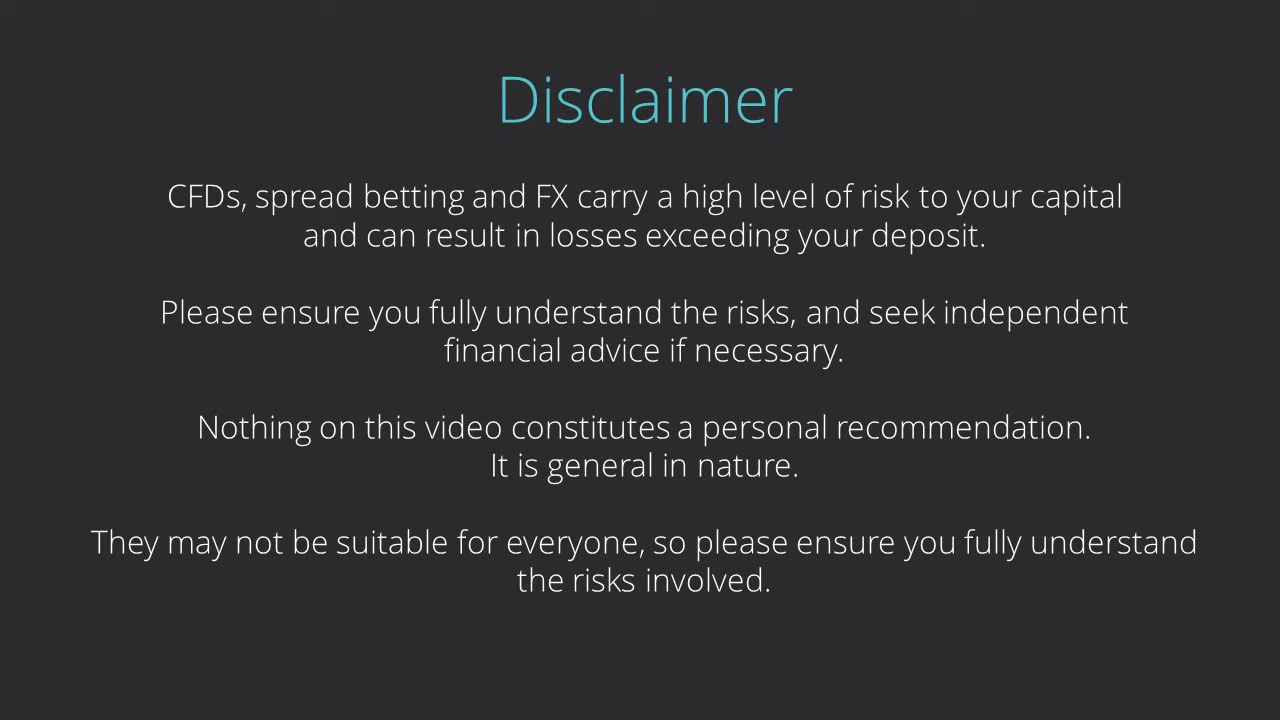 Disclaimer
CFDs, spread betting and FX carry a high level of risk to your capital
and can result in losses exceeding your deposit.
Please ensure you fully understand the risks, and seek independent
financial advice if necessary.
Nothing on this video constitutes a personal recommendation.
It is general in nature.
They may not be suitable for everyone, so please ensure you fully understand
the risks involved.